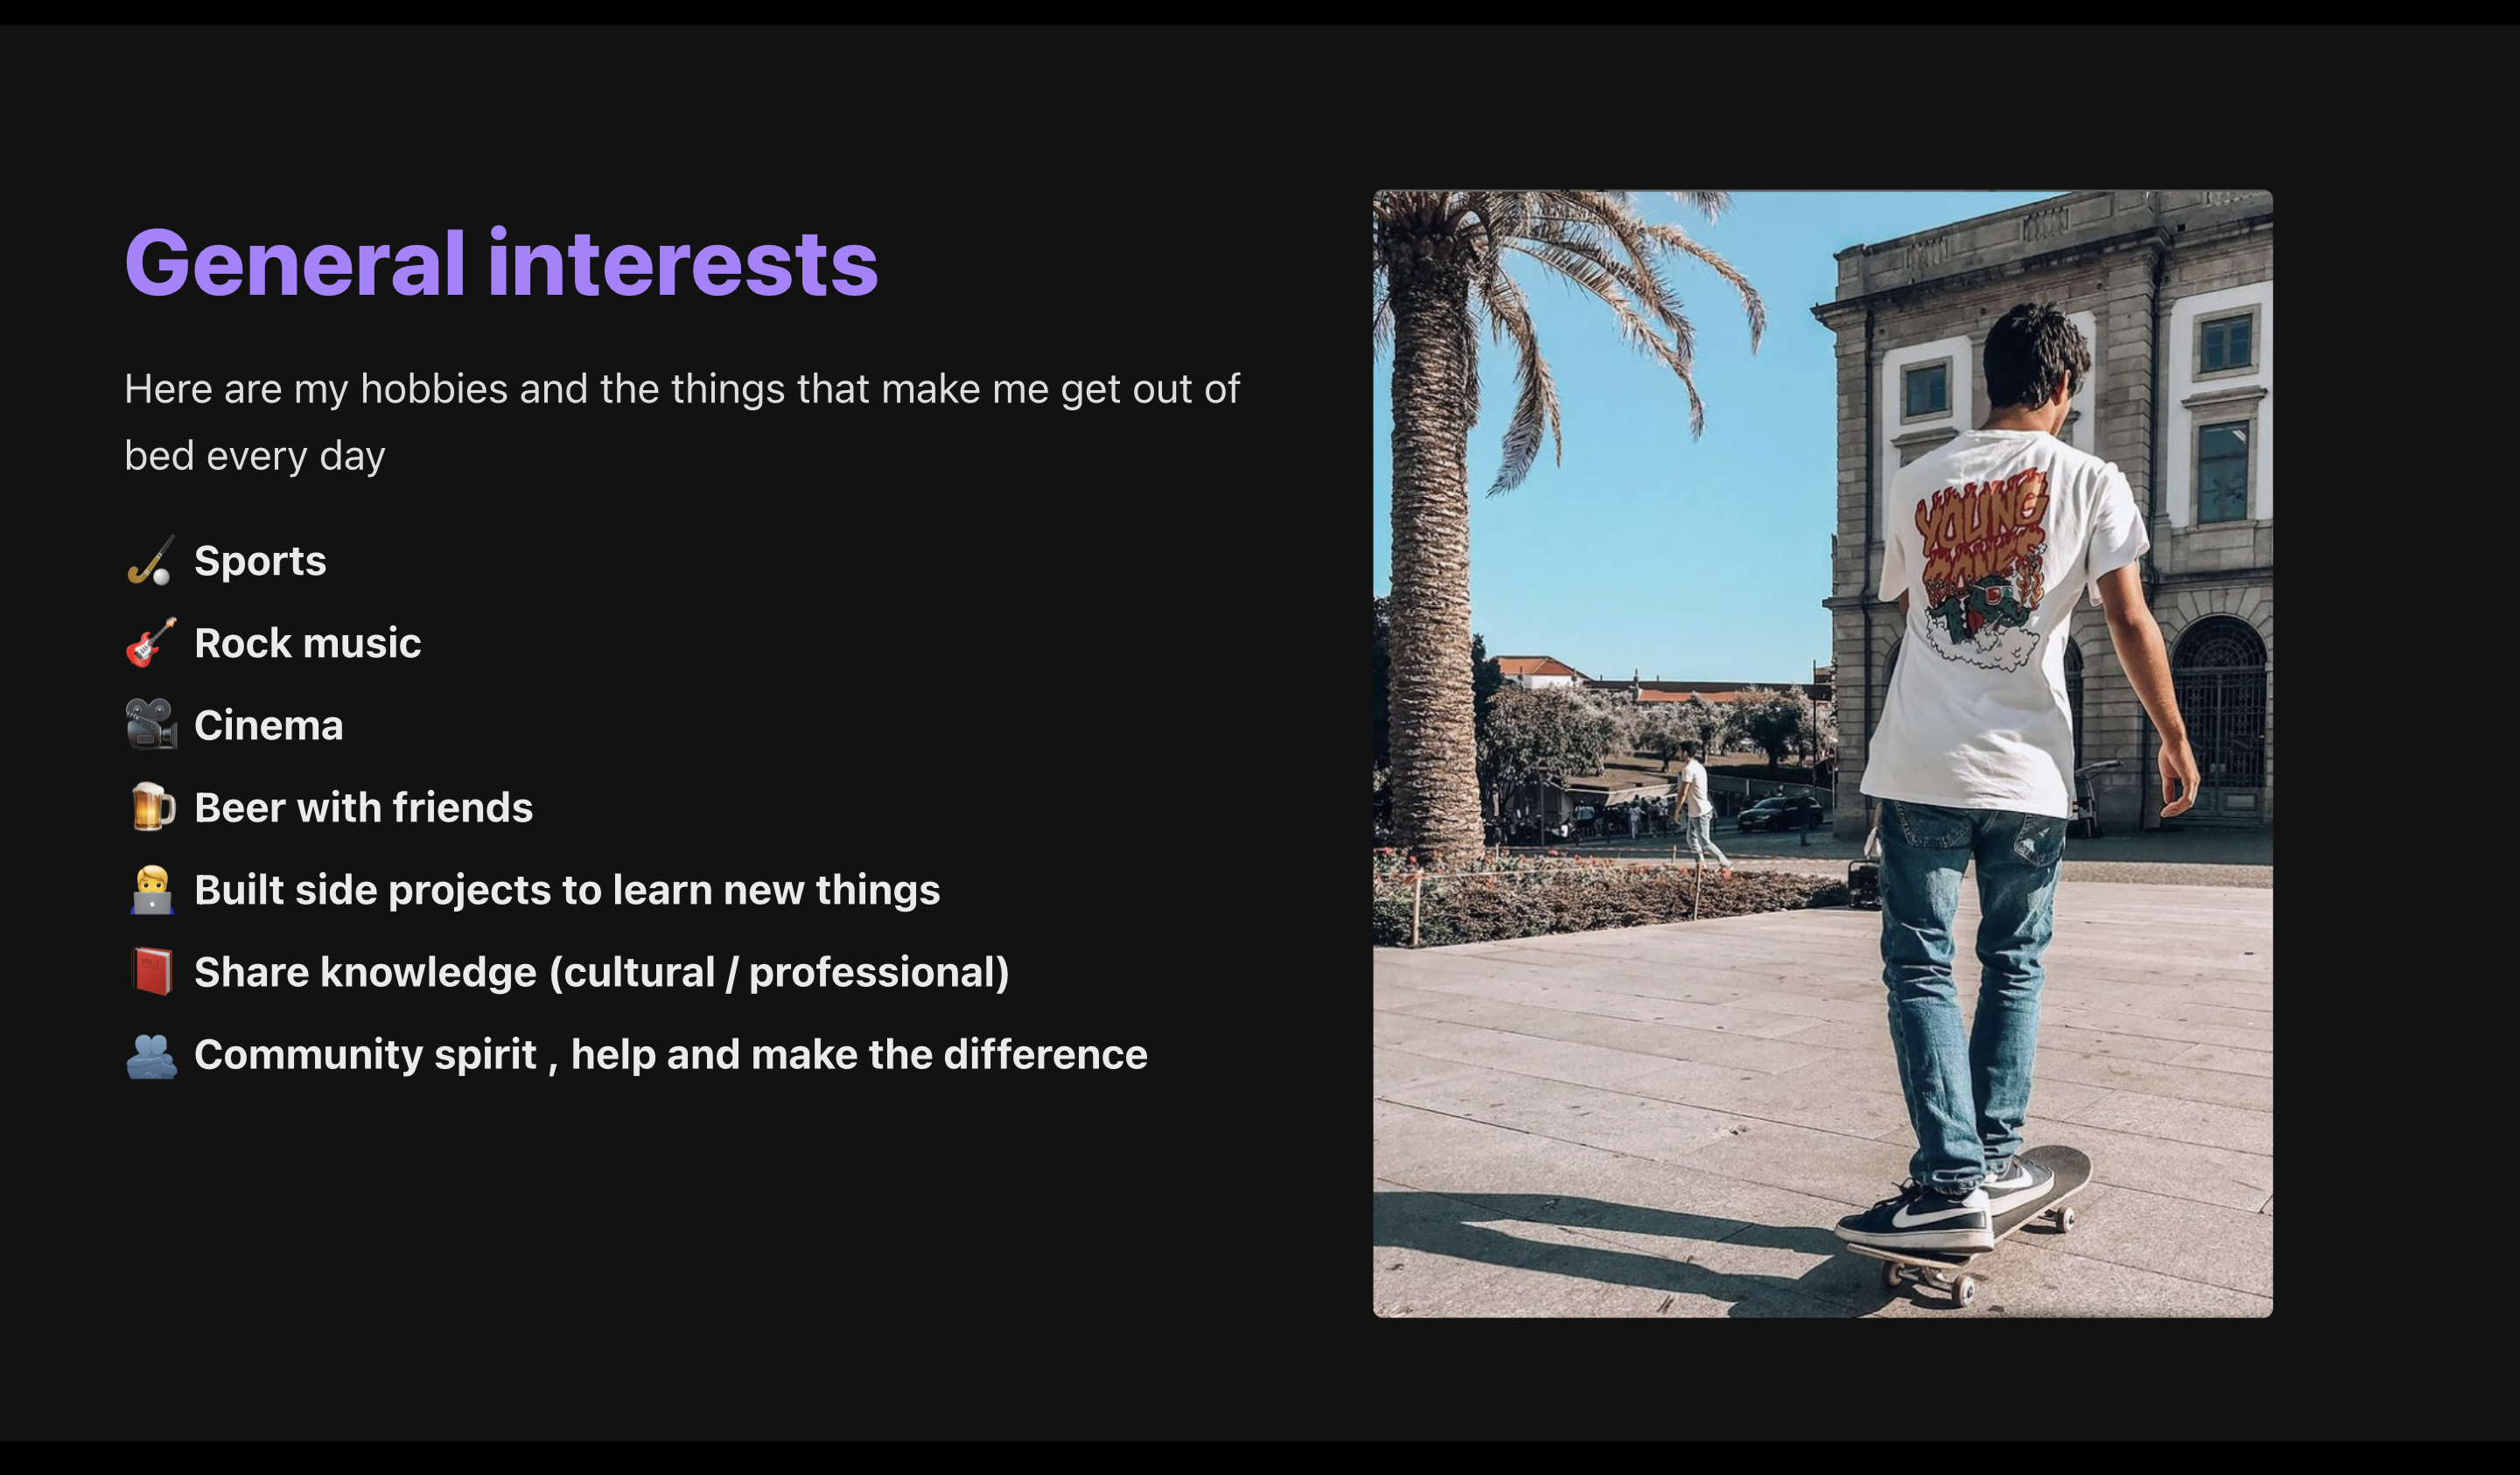 General interests
Here are my hobbies and the things that make me get out of
bed every day
Sports
Rock music
Cinema
Beer with friends
Built side projects to learn new things
Share knowledge (cultural / professional)
Community spirit , help and make the difference
YOUNG